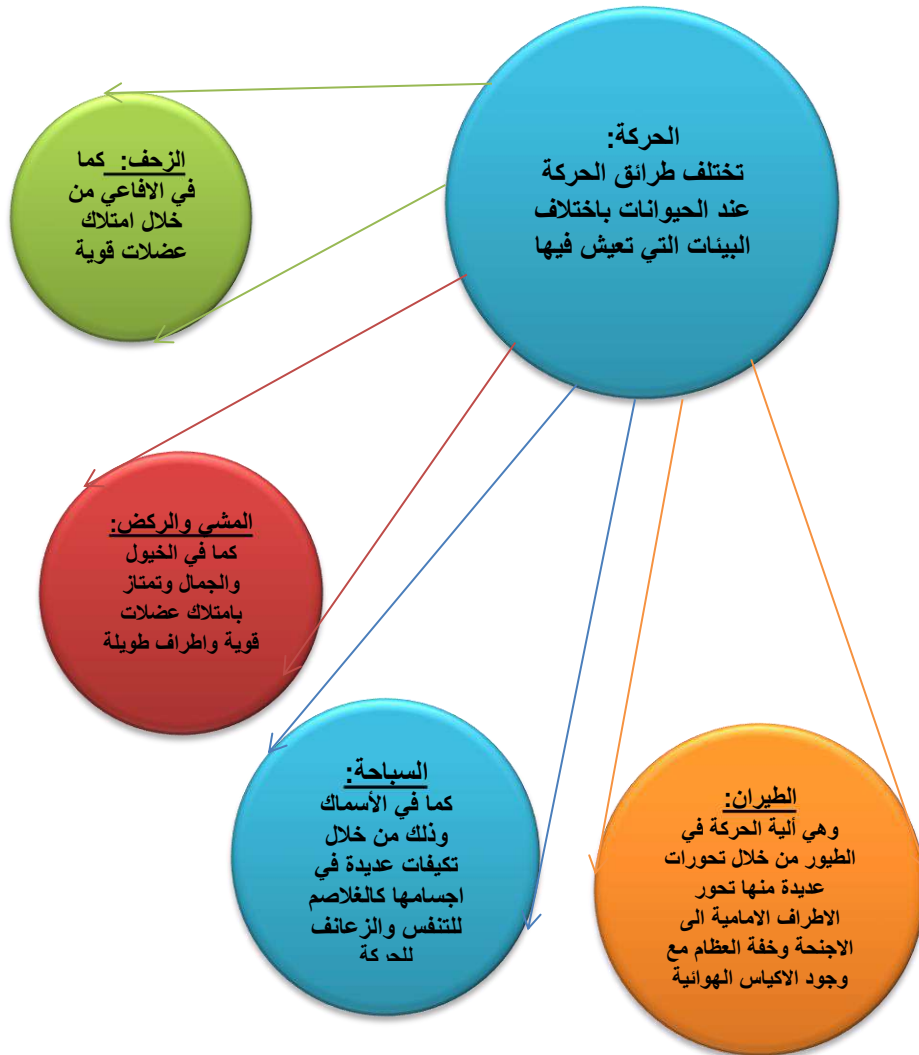 الحركة:
تختلف طرائق الحركة
عند الحيوانات باختلاف
البيئات التي تعيش فيها
الزحف: كما
في الافاعي من
خلال امتلاك
عضلات قوية
المشي والركض:
كما في الخيول
والجمال وتمتاز
بامتلاك عضلات
قوية واطراف طويلة
السباحة:
كما في الأسماك
وذلك من خلال
تكيفات عديدة في
اجسامها كالغلاصم
للتنفس والزعانف
للحركة
الطيران:
وهي ألية الحركة في
الطيور من خلال تحورات
عديدة منها تحور
الاطراف الامامية الى
الاجنحة وخفة العظام مع
وجود الاكياس الهوائية